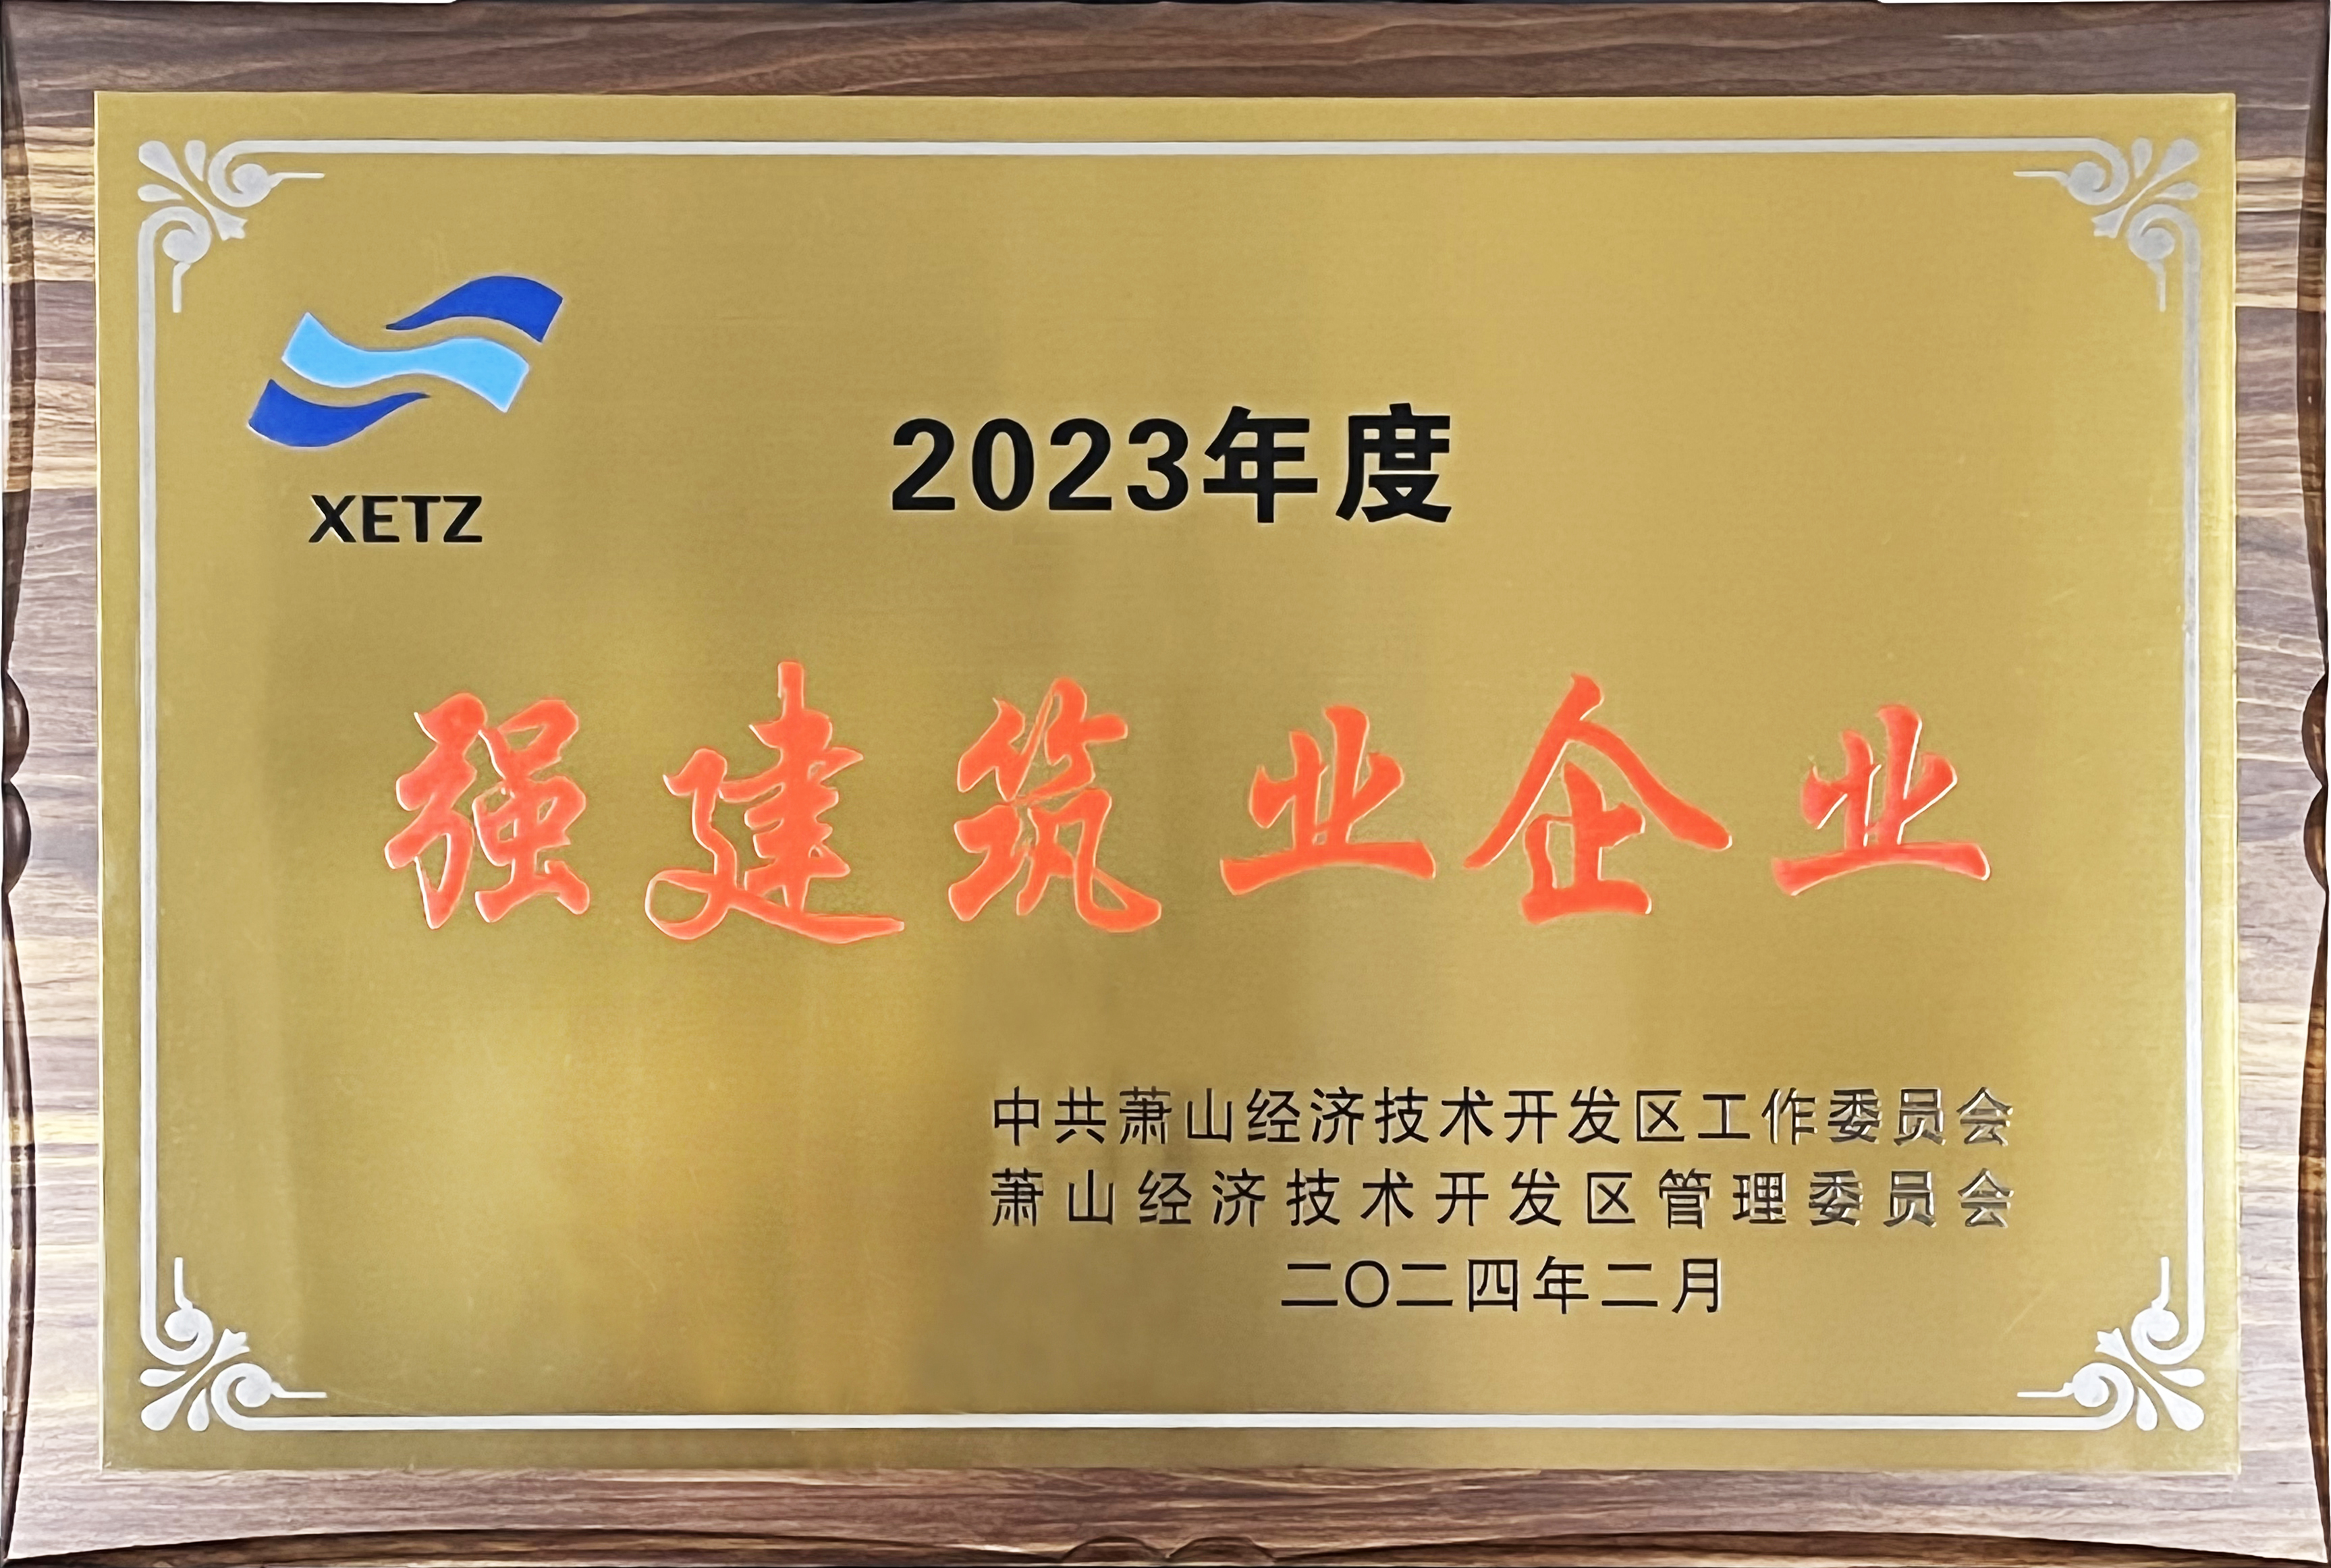 XETZ
2023年度
强建筑业企业
中共萧山经济技术开发区工作委员会
萧山经济技术开发区管理委员会
二〇二四年二月